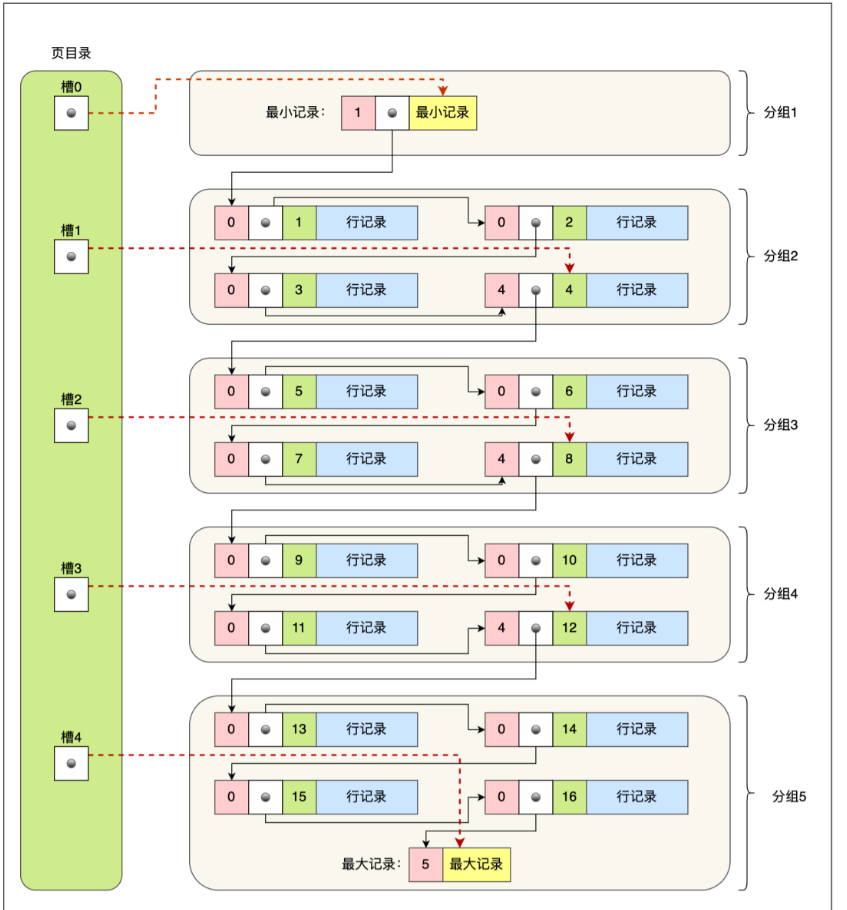 页目录
槽0
最小记录： 1 最小记录
分组1
0 1 行记录 0 2 行记录
槽1
分组2
0 3 行记录 4 4 行记录
0 5 行记录 0 6 行记录
槽2
分组3
0 7 行记录 4 8 行记录
0 9 行记录 0 10 行记录
槽3
分组4
0 11 行记录 4 12 行记录
0 13 行记录 0 14 行记录
槽4
0 15 行记录 0 16 行记录
分组5
最大记录： 5 最大记录